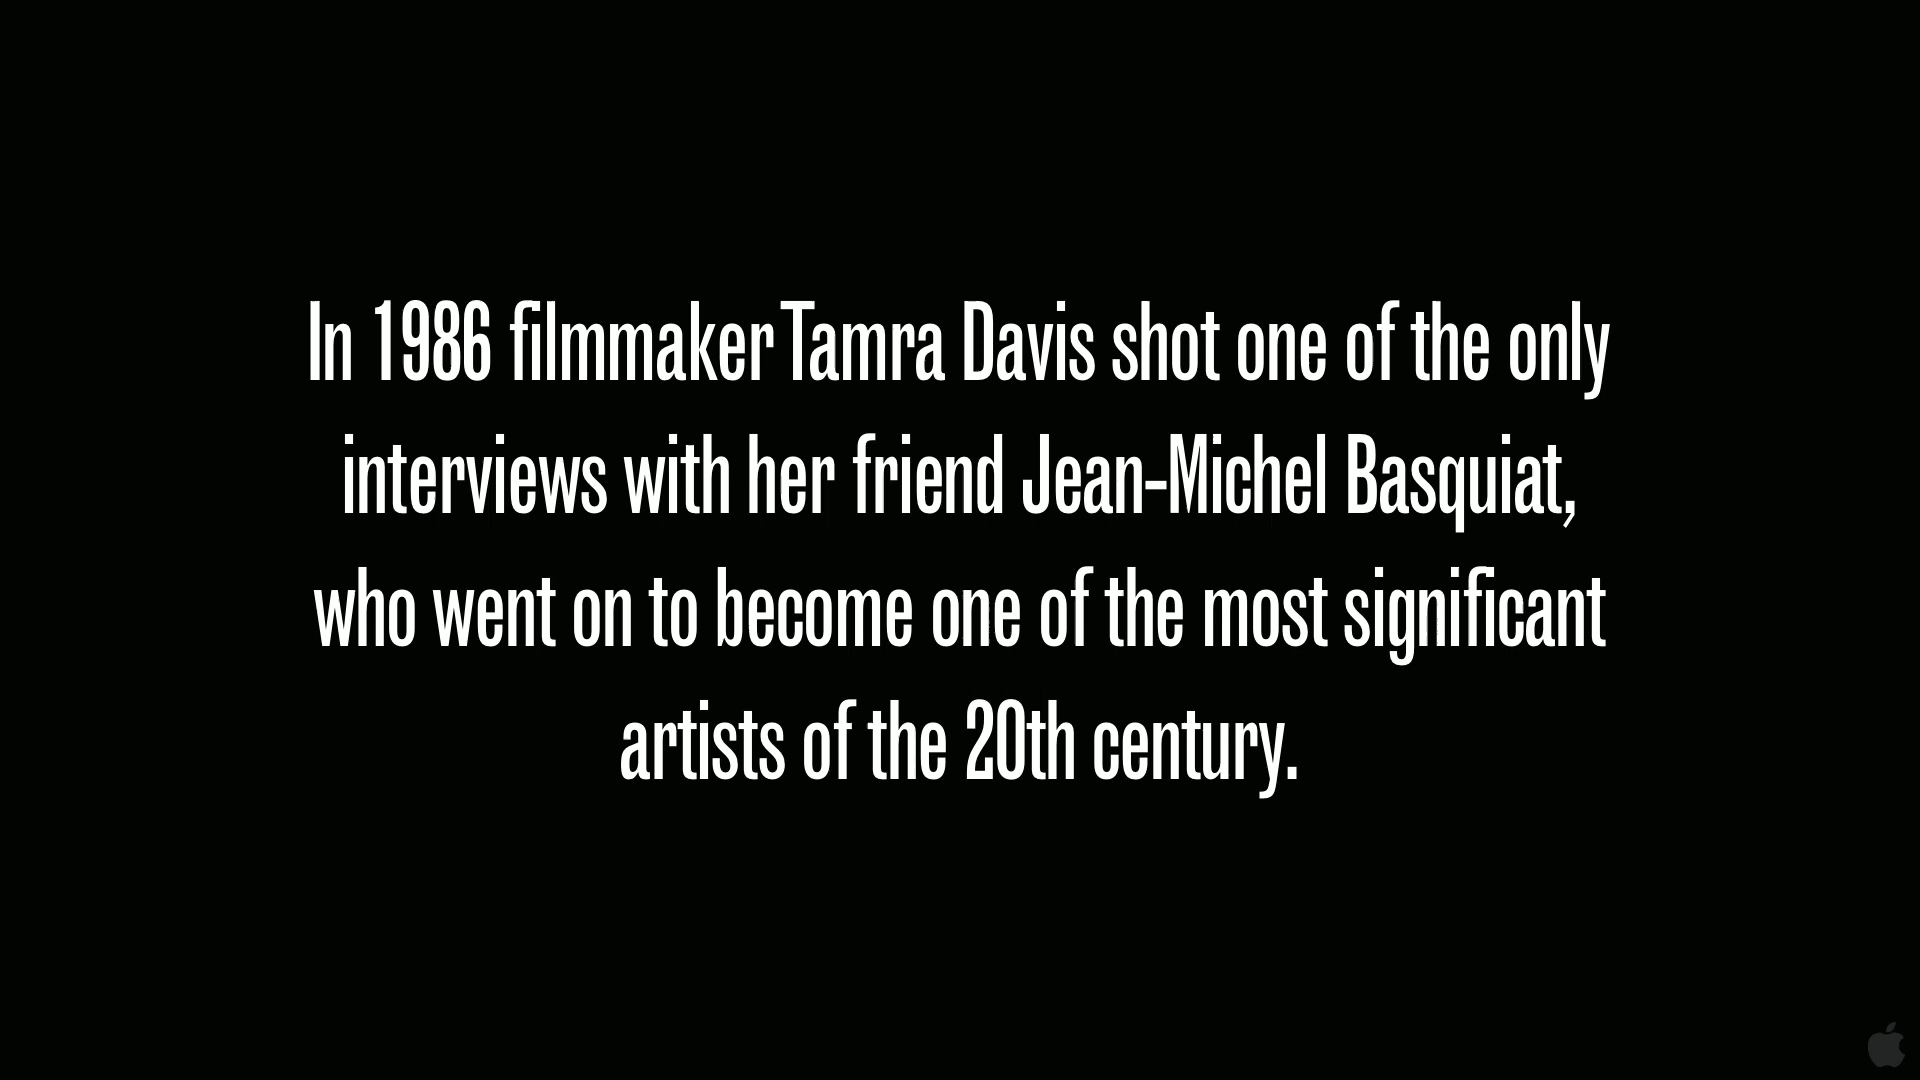 In 1986 filmmaker Tamra Davis shot one of the only
interviews with her friend Jean-Michel Basquiat,
who went on to become one of the most significant
artists of the 20th century.